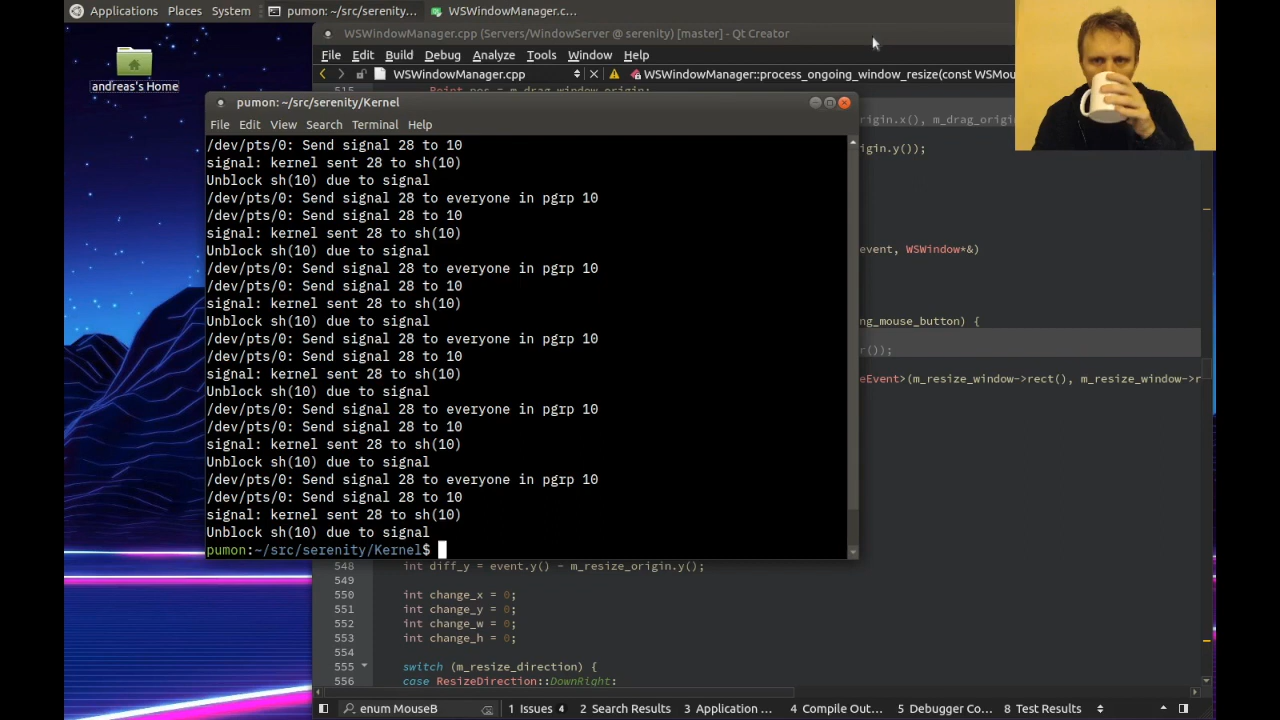 Applications Places System pumon: ~/src/serenity... WSWindowManager.c...
WSWindowManager.cpp (Servers/WindowServer @ serenity) [master] - Qt Creator
File Edit Build Debug Analyze Tools Window Help
WSWindowManager.cpp WSWindowManager::process_ongoing_window_resize(const WSMou
andreas's Home
pumon: ~/src/serenity/Kernel
File Edit View Search Terminal Help
/dev/pts/0: Send signal 28 to 10
signal: kernel sent 28 to sh(10)
Unblock sh(10) due to signal
/dev/pts/0: Send signal 28 to everyone in pgrp 10
/dev/pts/0: Send signal 28 to 10
signal: kernel sent 28 to sh(10)
Unblock sh(10) due to signal
/dev/pts/0: Send signal 28 to everyone in pgrp 10
/dev/pts/0: Send signal 28 to 10
signal: kernel sent 28 to sh(10)
Unblock sh(10) due to signal
/dev/pts/0: Send signal 28 to everyone in pgrp 10
/dev/pts/0: Send signal 28 to 10
signal: kernel sent 28 to sh(10)
Unblock sh(10) due to signal
/dev/pts/0: Send signal 28 to everyone in pgrp 10
/dev/pts/0: Send signal 28 to 10
signal: kernel sent 28 to sh(10)
Unblock sh(10) due to signal
/dev/pts/0: Send signal 28 to everyone in pgrp 10
/dev/pts/0: Send signal 28 to 10
signal: kernel sent 28 to sh(10)
Unblock sh(10) due to signal
pumon:~/src/serenity/Kernel$
rigin.x(), m_drag_origi
igin.y());
event, WSWindow*&)
ng_mouse_button) {
r());
eEvent>(m_resize_window->rect(), m_resize_window->r
548 int diff_y = event.y() - m_resize_origin.y();
549
550 int change_x = 0;
551 int change_y = 0;
552 int change_w = 0;
553 int change_h = 0;
555 switch (m_resize_direction) {
556 case ResizeDirection::DownRight:
enum MouseB 1 Issues 4 2 Search Results 3 Application ... 4 Compile Out... 5 Debugger Co... 8 Test Results